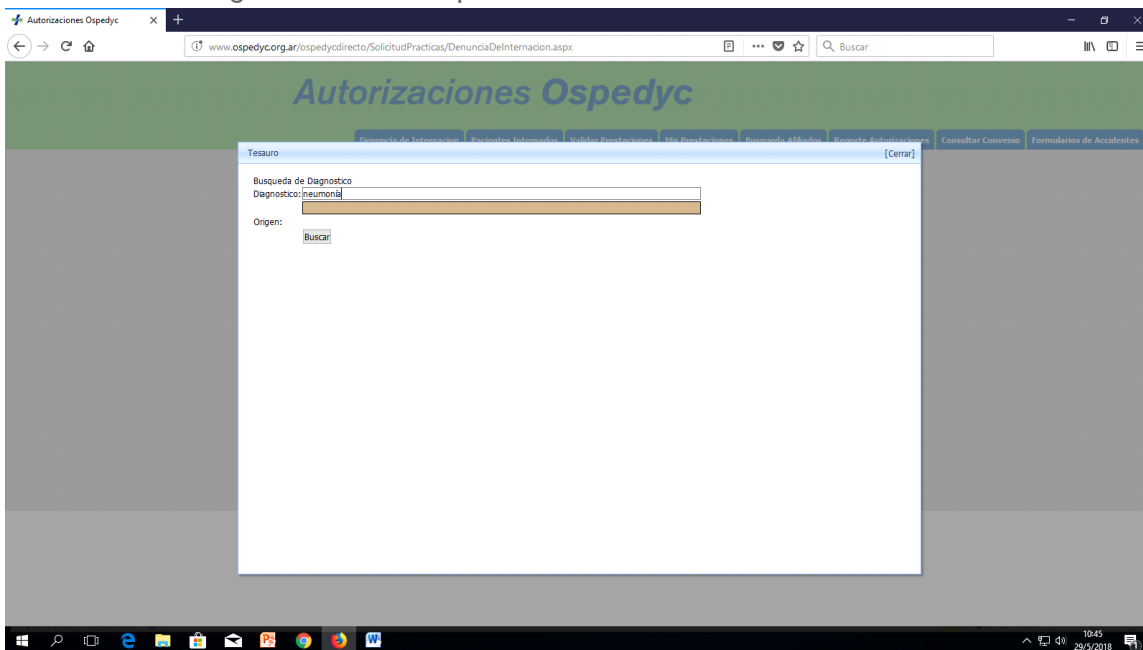 Autorizaciones Ospedyc
www.ospedyc.org.ar/ospedycdirecto/SolicitudPracticas/DenunciaDeInternacion.aspx
Buscar
Autorizaciones Ospedyc
Denuncia de Internacion Pacientes Internados Validar Prestaciones Mis Prestaciones Busqueda Afiliados Reporte Autorizaciones Consultar Convenio Formularios de Accidentes
Tesauro [Cerrar]
Busqueda de Diagnostico
Diagnostico: neumonía
Origen:
Buscar
10:45
29/5/2018